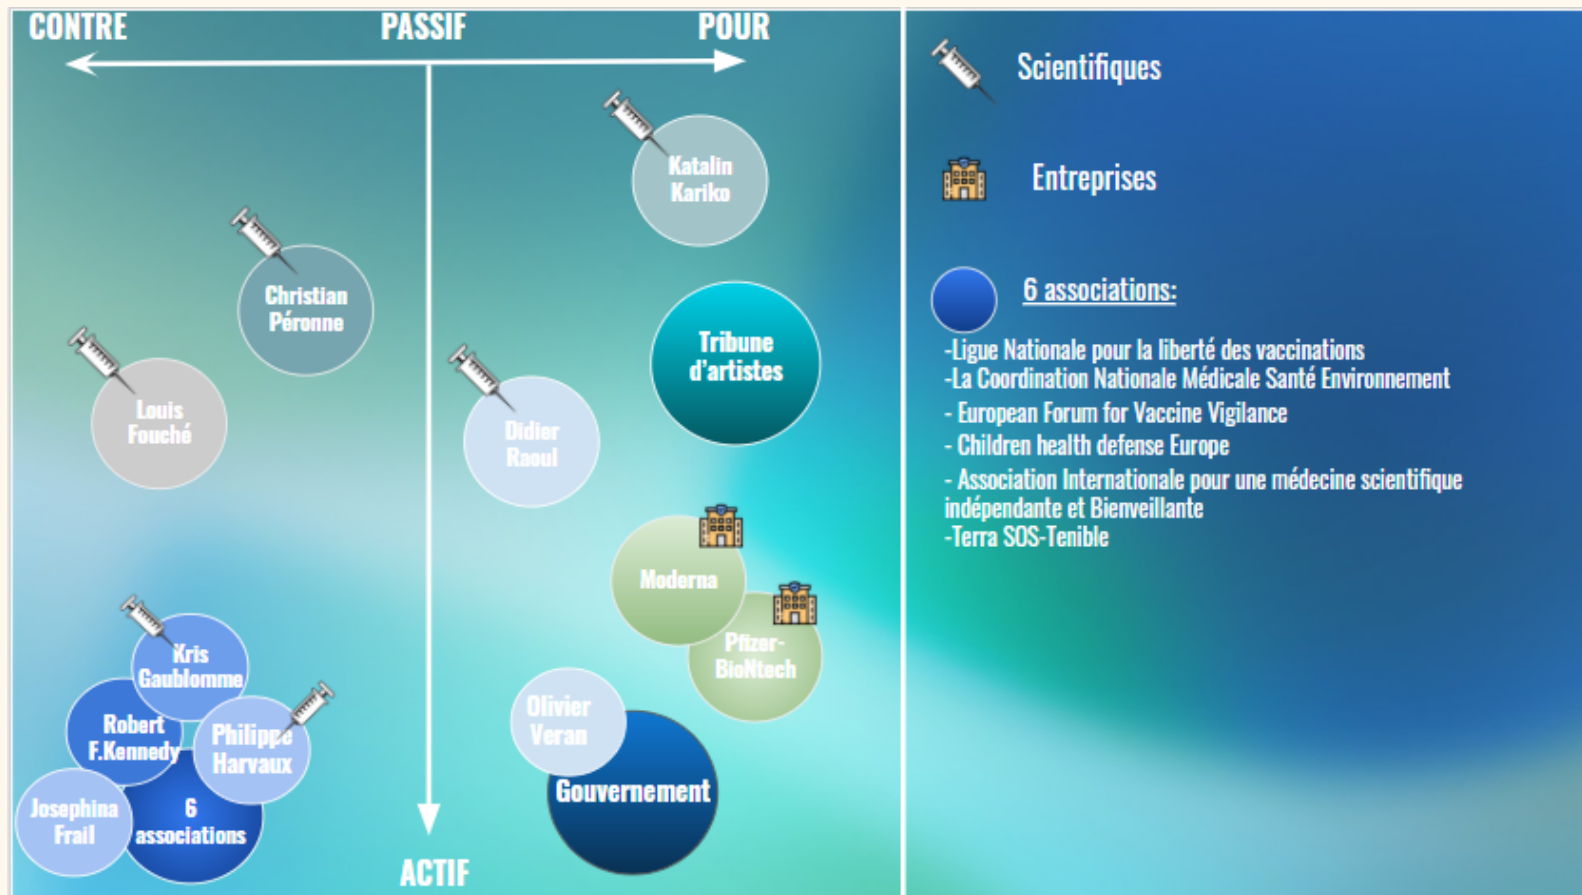 CONTRE
PASSIF
POUR
Katalin
Kariko
Christian
Péronne
Tribune
d'artistes
Louis
Fouché
Didier
Raoul
Moderna
Pfizer-
BioNtech
Kris
Gaublomme
Robert
F.Kennedy
Philippe
Harvaux
Olivier
Veran
Gouvernement
Josephina
Frail
6
associations
ACTIF
Scientifiques
Entreprises
6 associations:
-Ligue Nationale pour la liberté des vaccinations
-La Coordination Nationale Médicale Santé Environnement
- European Forum for Vaccine Vigilance
- Children health defense Europe
- Association Internationale pour une médecine scientifique
indépendante et Bienveillante
-Terra SOS-Tenible